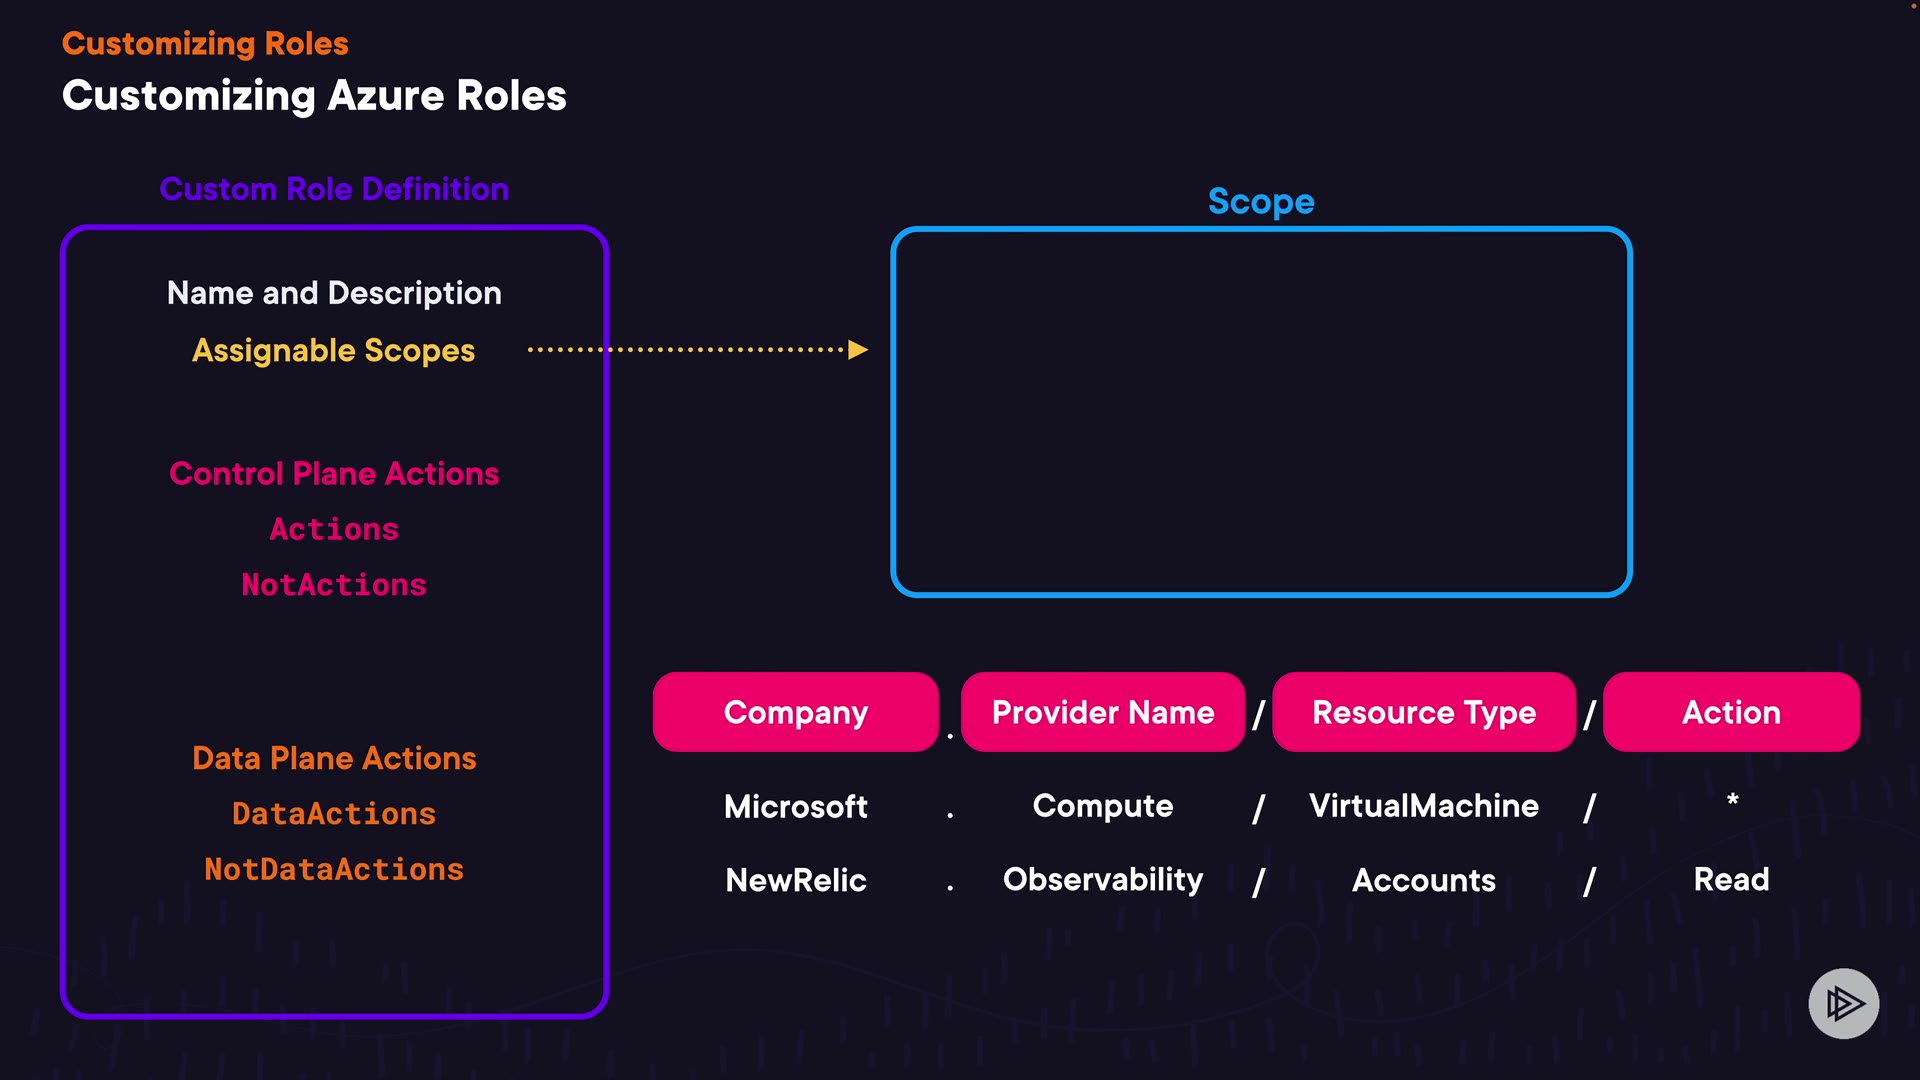 Customizing Roles
Customizing Azure Roles
Custom Role Definition
Name and Description
Assignable Scopes
Control Plane Actions
Actions
NotActions
Data Plane Actions
DataActions
NotDataActions
Scope
Company . Provider Name / Resource Type / Action
Microsoft . Compute / VirtualMachine / *
NewRelic . Observability / Accounts / Read